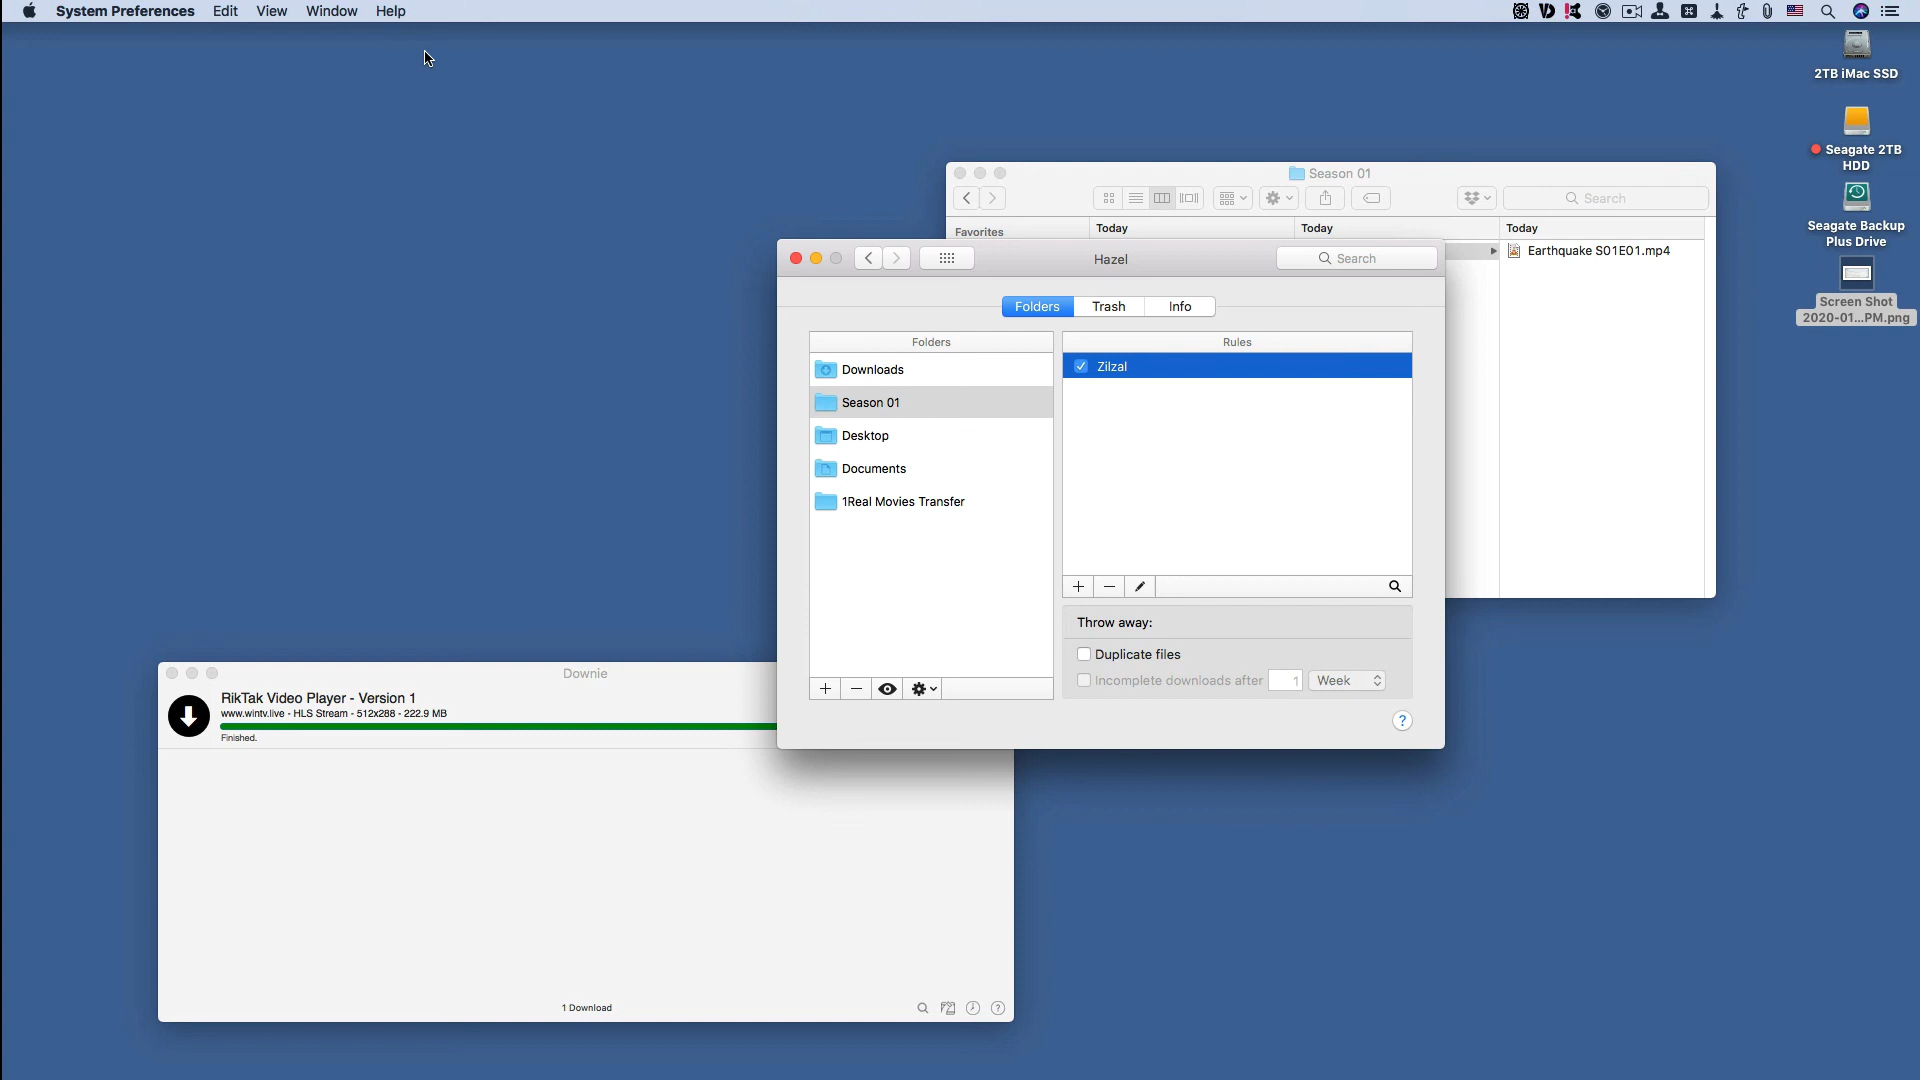 System Preferences Edit View Window Help
2TB iMac SSD
Seagate 2TB
HDD
Seagate Backup
Plus Drive
Screen Shot
2020-01...PM.png
Season 01
Search
Favorites
Today
Today
Today
Earthquake S01E01.mp4
Hazel
Search
Folders
Trash
Info
Folders
Downloads
Season 01
Desktop
Documents
1Real Movies Transfer
Rules
Zilzal
Throw away:
Duplicate files
Incomplete downloads after 1 Week
?
Downie
RikTak Video Player - Version 1
www.wintv.live - HLS Stream - 512x288 - 222.9 MB
Finished.
1 Download
?